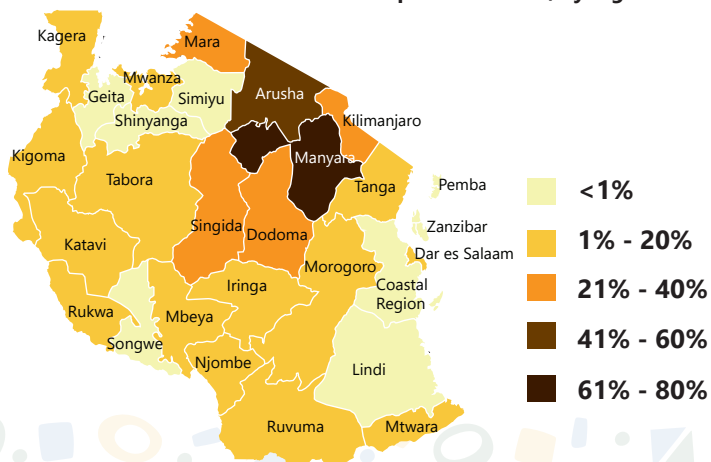 Kagera
Mara
Mwanza
Geita
Simiyu
Arusha
Shinyanga
Kilimanjaro
Kigoma
Manyara
Tabora
Tanga
Pemba
<1%
Singida
Dodoma
Zanzibar
Katavi
1% - 20%
Dar es Salaam
Morogoro
Iringa
Coastal
Region
21% - 40%
Rukwa
Mbeya
Songwe
41% - 60%
Njombe
Lindi
61% - 80%
Ruvuma
Mtwara